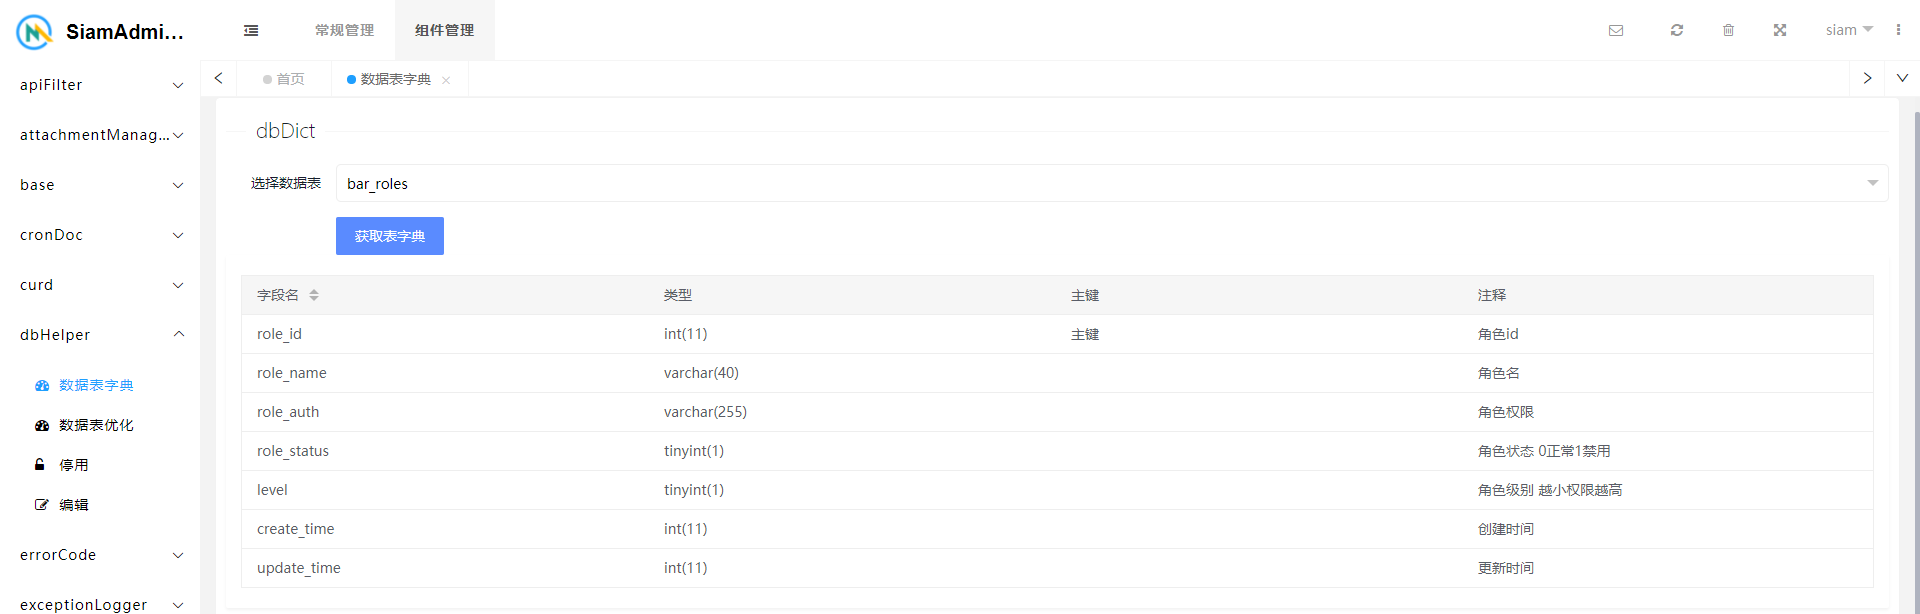 SiamAdmi...
常规管理
组件管理
siam
apiFilter
attachmentManag...
base
cronDoc
curd
dbHelper
数据表字典
数据表优化
停用
编辑
errorCode
exceptionLogger
首页
数据表字典
dbDict
选择数据表
bar_roles
获取表字典
字段名 类型 主键 注释
role_id int(11) 主键 角色id
role_name varchar(40) 角色名
role_auth varchar(255) 角色权限
role_status tinyint(1) 角色状态 0正常1禁用
level tinyint(1) 角色级别 越小权限越高
create_time int(11) 创建时间
update_time int(11) 更新时间